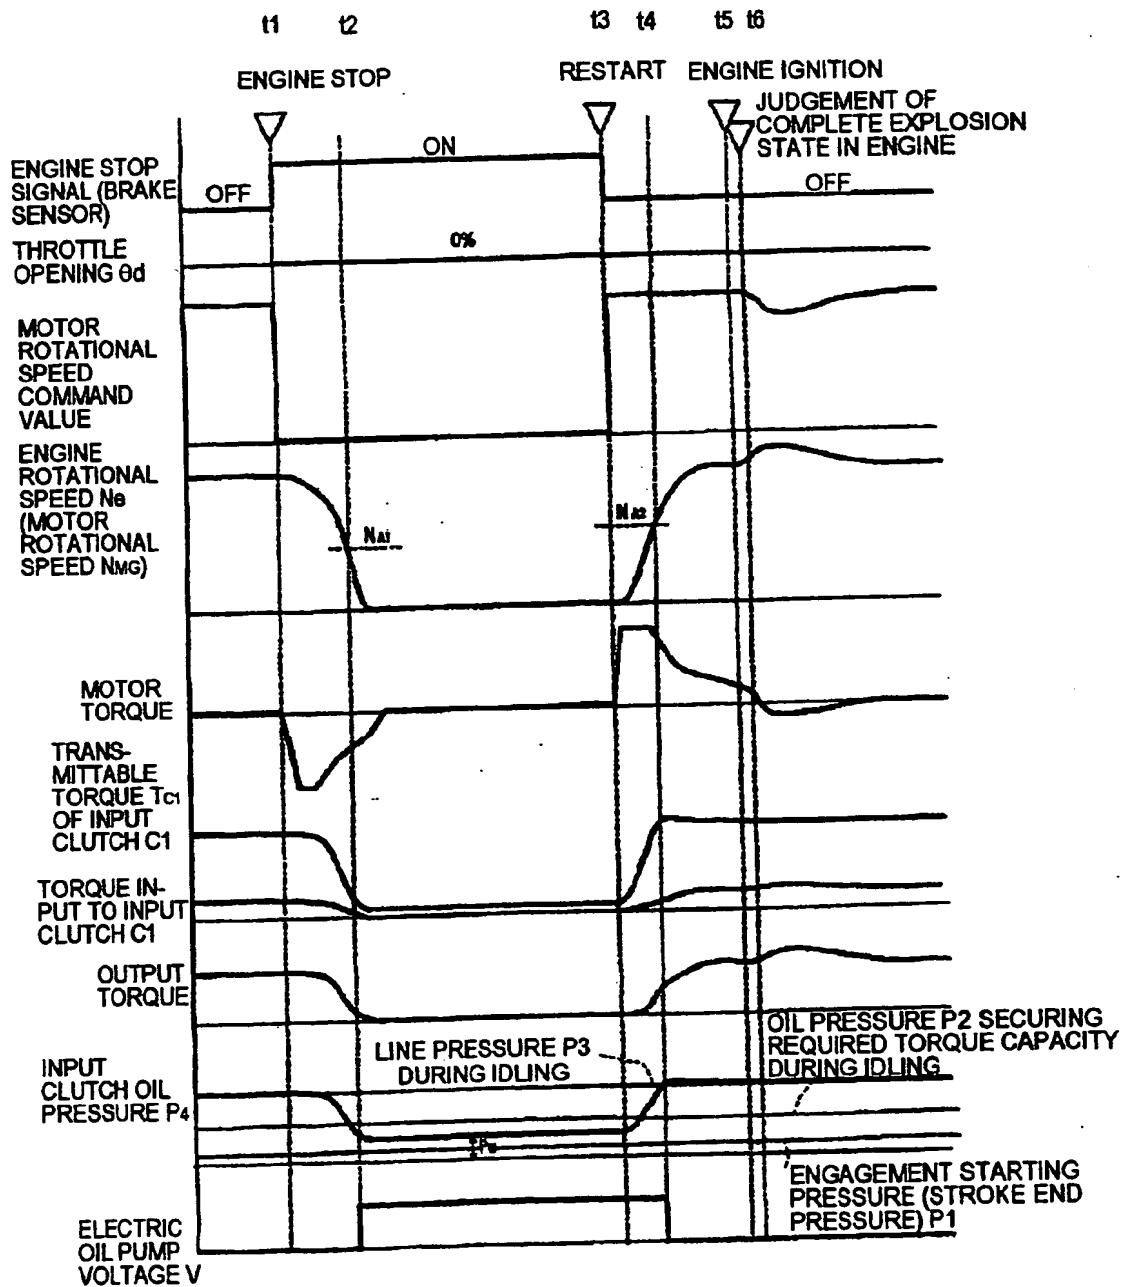 t1 t2 t3 t4 t5 t6
ENGINE STOP
RESTART
ENGINE IGNITION
JUDGEMENT OF
COMPLETE EXPLOSION
STATE IN ENGINE
ENGINE STOP
SIGNAL (BRAKE
SENSOR)
OFF
ON
OFF
THROTTLE
OPENING θd
0%
MOTOR
ROTATIONAL
SPEED
COMMAND
VALUE
ENGINE
ROTATIONAL
SPEED Ne
(MOTOR
ROTATIONAL
SPEED NMG)
NA1
NA2
MOTOR
TORQUE
TRANS-
MITTABLE
TORQUE TC1
OF INPUT
CLUTCH C1
TORQUE IN-
PUT TO INPUT
CLUTCH C1
OUTPUT
TORQUE
LINE PRESSURE P3
DURING IDLING
OIL PRESSURE P2 SECURING
REQUIRED TORQUE CAPACITY
DURING IDLING
INPUT
CLUTCH OIL
PRESSURE P4
ENGAGEMENT STARTING
PRESSURE (STROKE END
PRESSURE) P1
ELECTRIC
OIL PUMP
VOLTAGE V